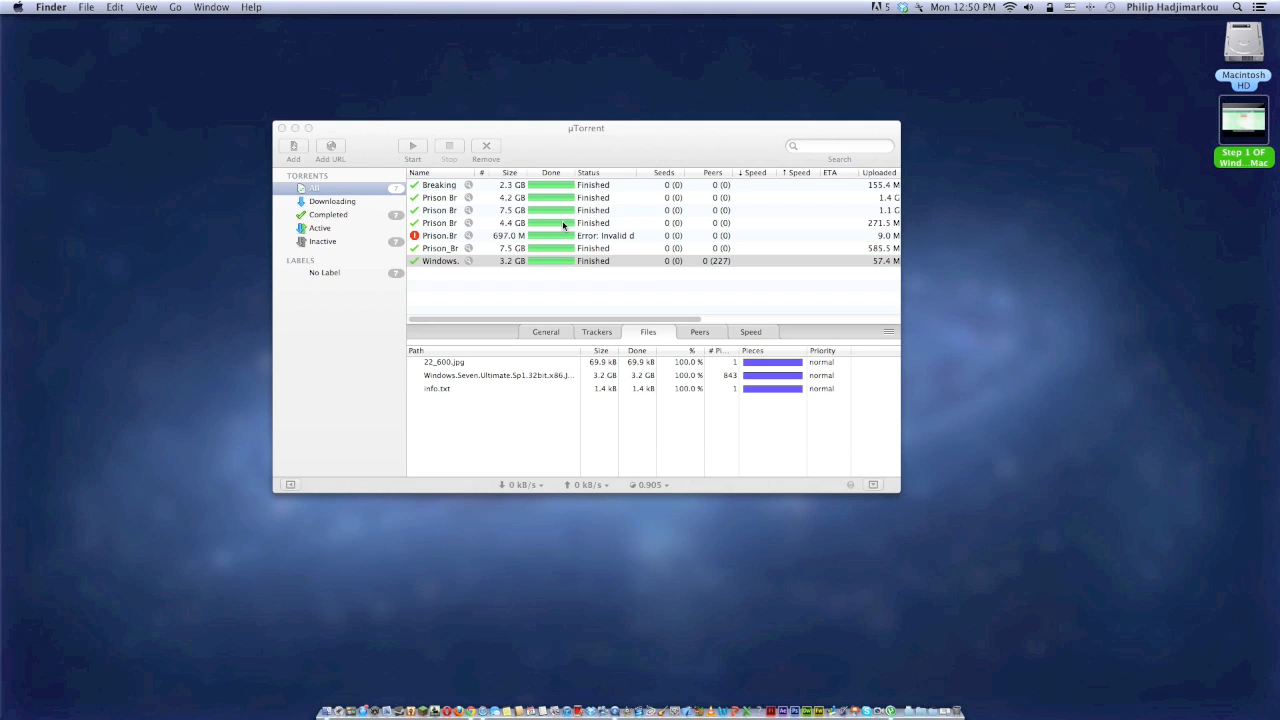 Finder File Edit View Go Window Help 5 Mon 12:50 PM Philip Hadjimarkou
Macintosh HD
Step 1 OF
Wind...Mac
µTorrent
Add Add URL Start Stop Remove Search
TORRENTS
All 7
Downloading
Completed 7
Active
Inactive 7
LABELS
No Label 7
Name # Size Done Status Seeds Peers ↓ Speed ↑ Speed ETA Uploaded
Breaking 2.3 GB Finished 0 (0) 0 (0) 155.4 M
Prison Br 4.2 GB Finished 0 (0) 0 (0) 1.4 G
Prison Br 7.5 GB Finished 0 (0) 0 (0) 1.1 G
Prison Br 4.4 GB Finished 0 (0) 0 (0) 271.5 M
Prison.Br 697.0 M Error: Invalid d 0 (0) 0 (0) 9.0 M
Prison_Br 7.5 GB Finished 0 (0) 0 (0) 585.5 M
Windows. 3.2 GB Finished 0 (0) 0 (227) 57.4 M
General Trackers Files Peers Speed
Path Size Done % # Pi... Pieces Priority
22_600.jpg 69.9 kB 69.9 kB 100.0 % 1 normal
Windows.Seven.Ultimate.Sp1.32bit.x86.J... 3.2 GB 3.2 GB 100.0 % 843 normal
info.txt 1.4 kB 1.4 kB 100.0 % 1 normal
0 kB/s 0 kB/s 0.905